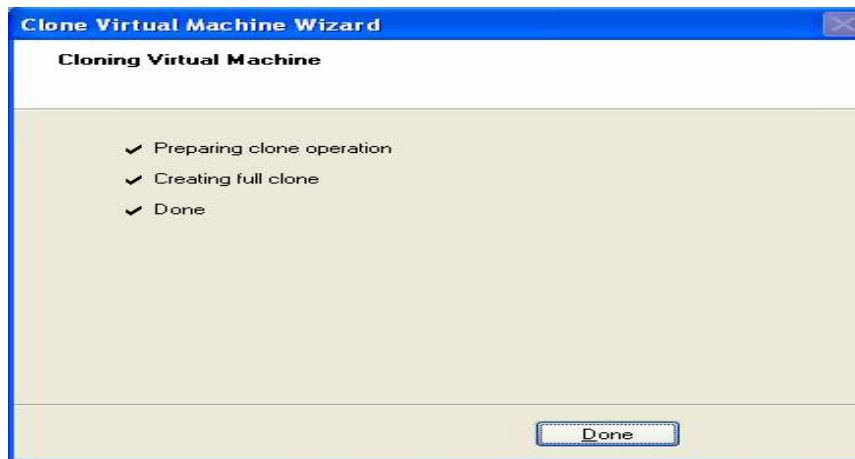 Clone Virtual Machine Wizard
Cloning Virtual Machine
✔ Preparing clone operation
✔ Creating full clone
✔ Done
Done